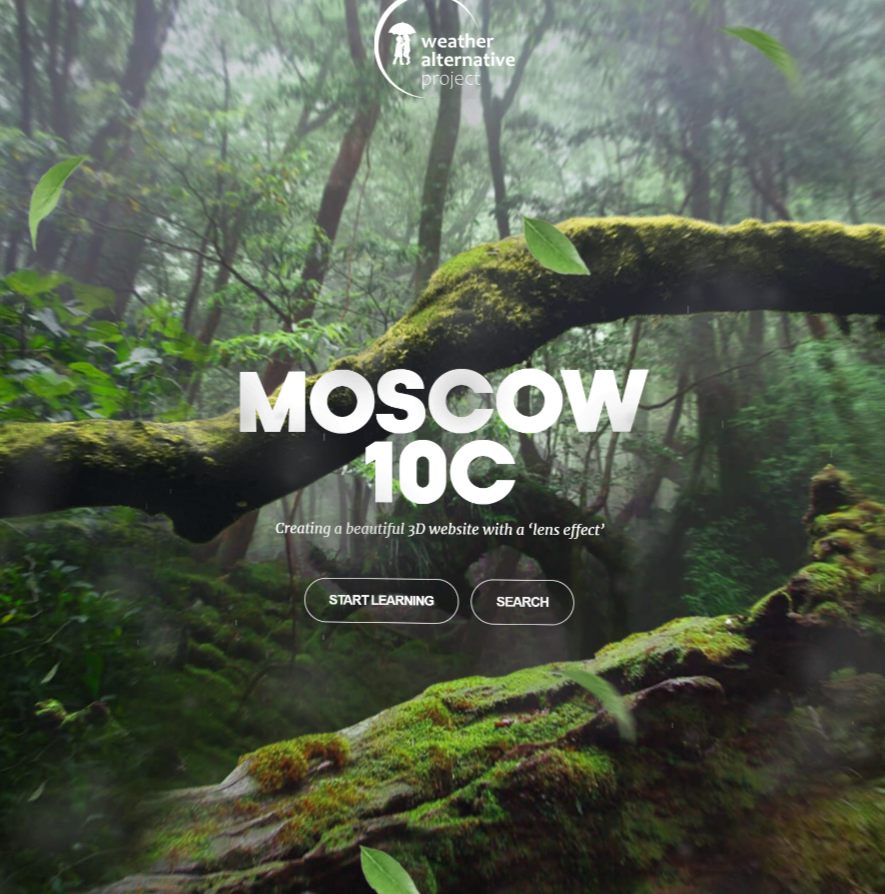 weather
alternative
project
MOSCOW
10C
Creating a beautiful 3D website with a ‘lens effect’
START LEARNING
SEARCH